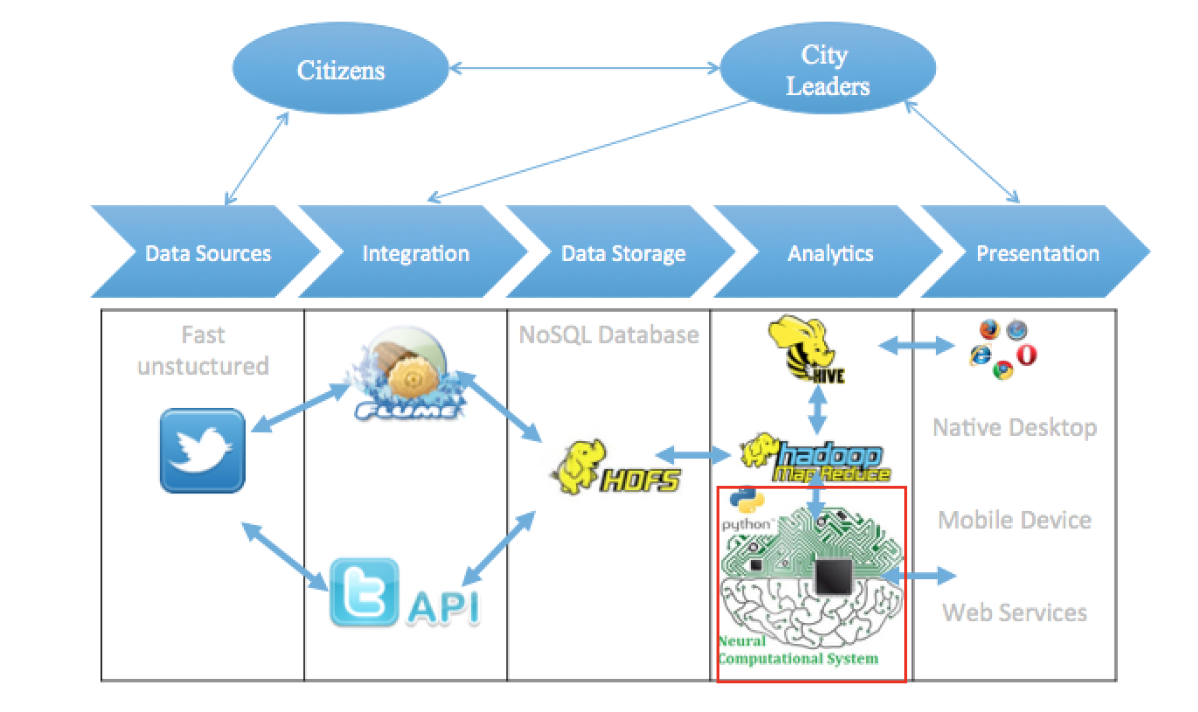 Citizens
City
Leaders
Data Sources
Integration
Data Storage
Analytics
Presentation
Fast
unstuctured
FLUME
API
NoSQL Database
HDFS
HIVE
hadoop
Map Reduce
python
Neural
Computational System
Native Desktop
Mobile Device
Web Services